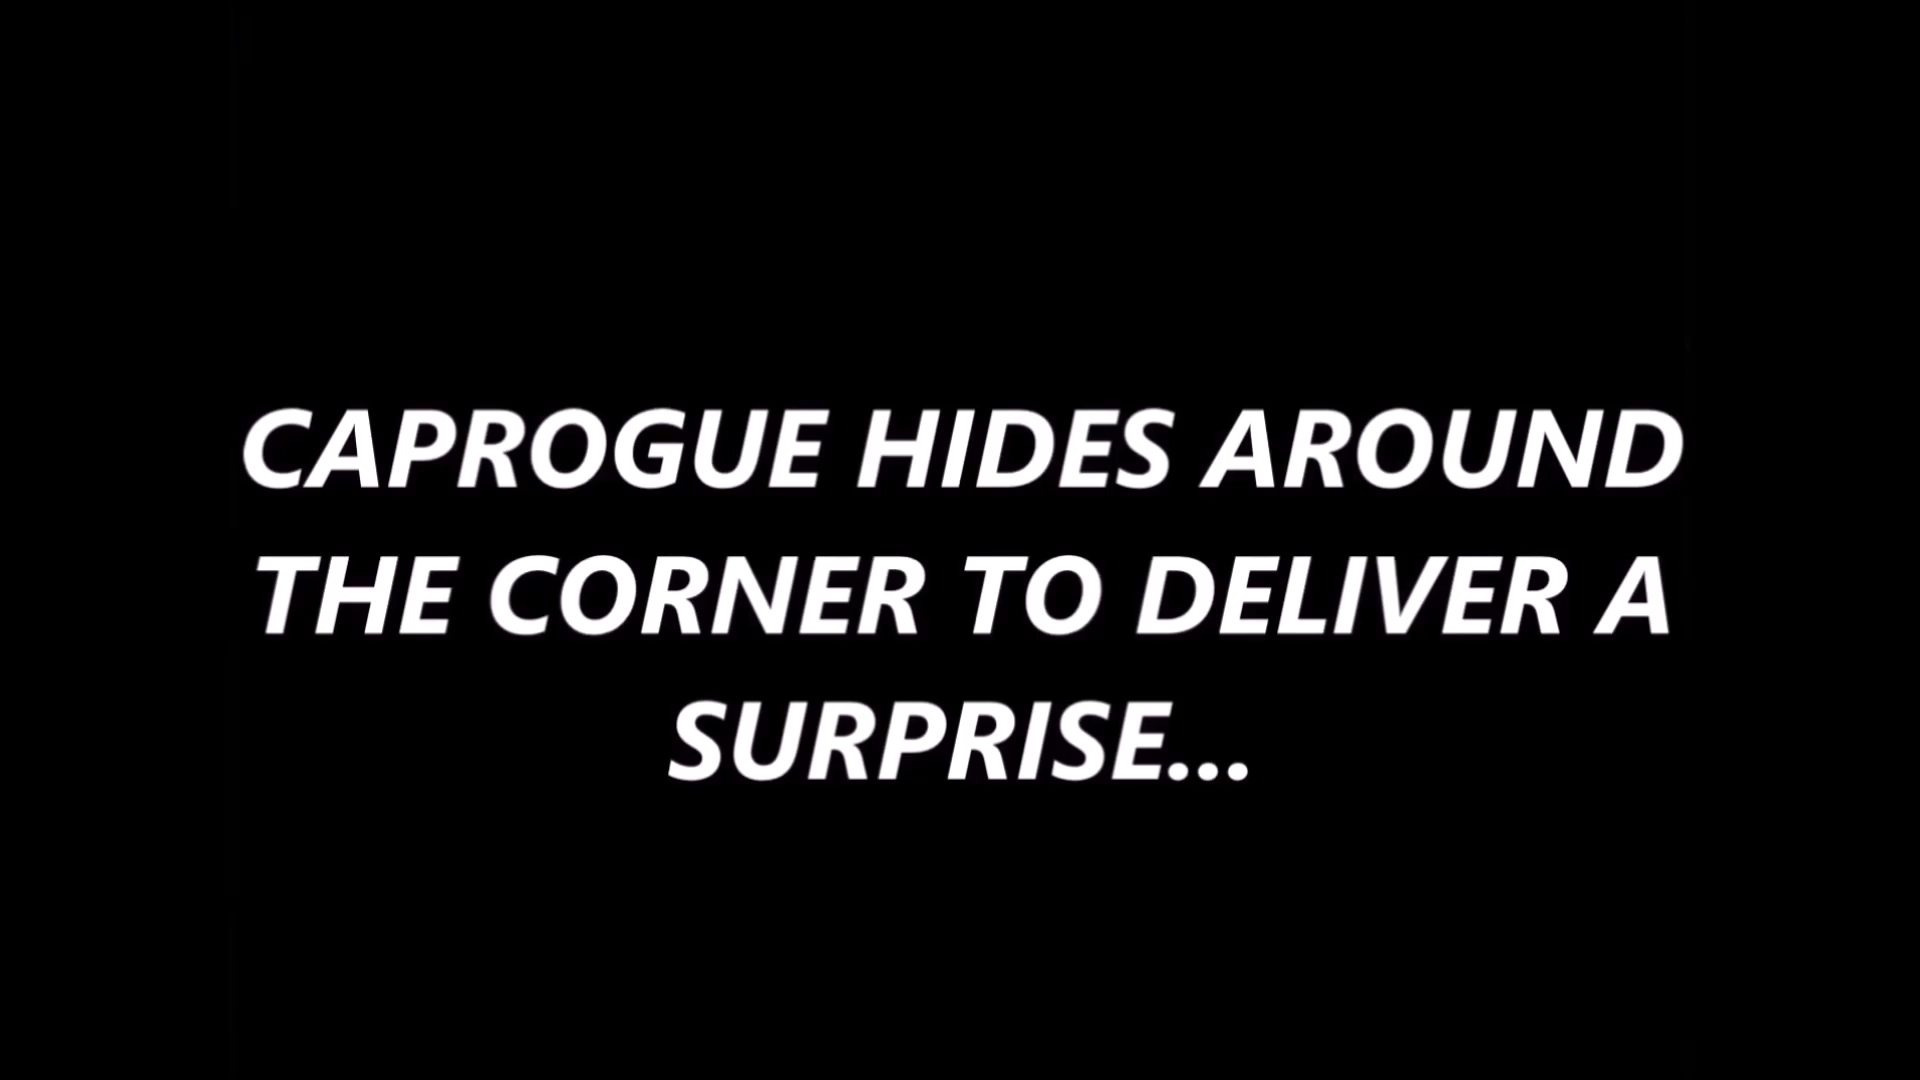 CAPROGUE HIDES AROUND
THE CORNER TO DELIVER A
SURPRISE...